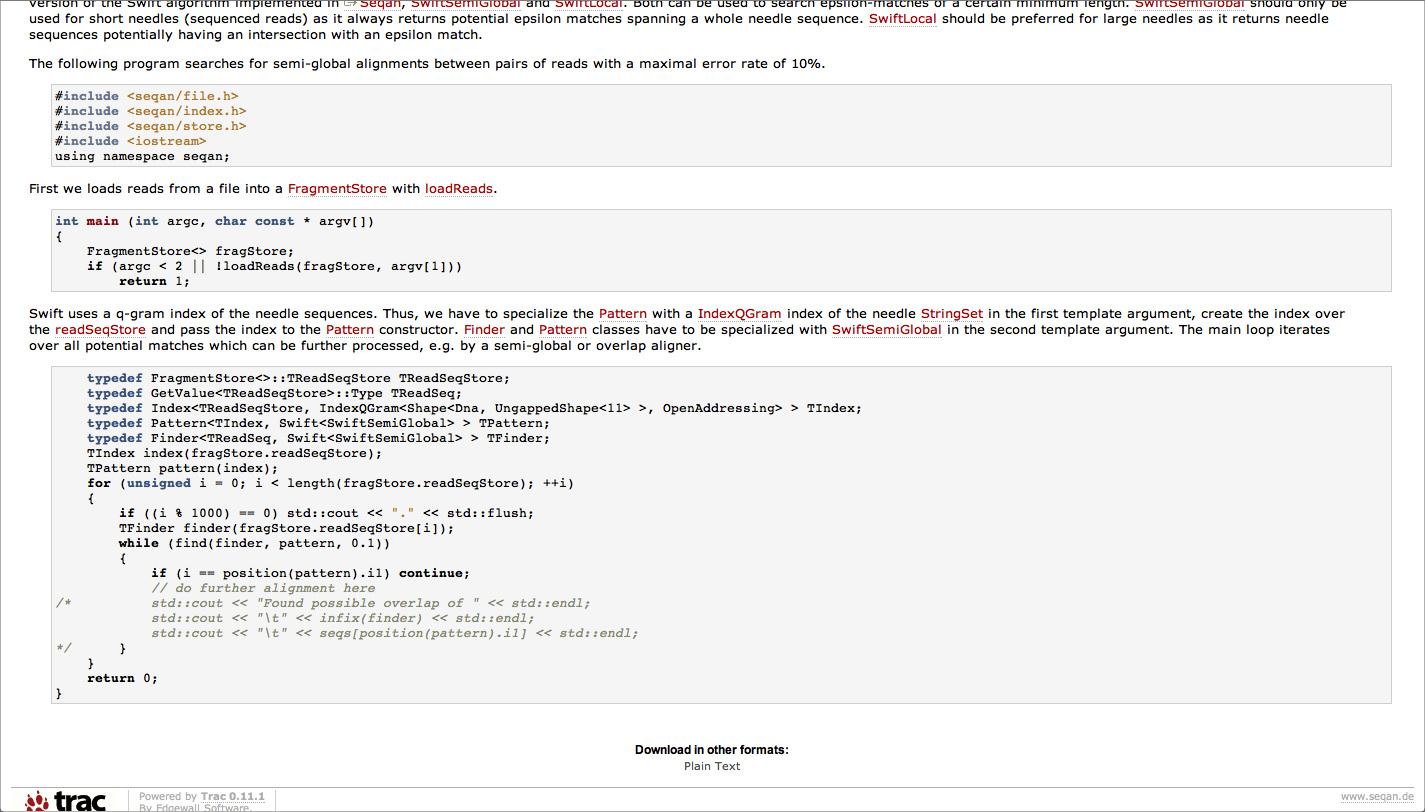 version of the Swift algorithm implemented in Seqan, SwiftSemiGlobal and SwiftLocal. Both can be used to search epsilon-matches of a certain minimum length. SwiftSemiGlobal should only be
used for short needles (sequenced reads) as it always returns potential epsilon matches spanning a whole needle sequence. SwiftLocal should be preferred for large needles as it returns needle
sequences potentially having an intersection with an epsilon match.
The following program searches for semi-global alignments between pairs of reads with a maximal error rate of 10%.
#include <seqan/file.h>
#include <seqan/index.h>
#include <seqan/store.h>
#include <iostream>
using namespace seqan;
First we loads reads from a file into a FragmentStore with loadReads.
int main (int argc, char const * argv[])
{
    FragmentStore<> fragStore;
    if (argc < 2 || !loadReads(fragStore, argv[1]))
        return 1;
Swift uses a q-gram index of the needle sequences. Thus, we have to specialize the Pattern with a IndexQGram index of the needle StringSet in the first template argument, create the index over
the readSeqStore and pass the index to the Pattern constructor. Finder and Pattern classes have to be specialized with SwiftSemiGlobal in the second template argument. The main loop iterates
over all potential matches which can be further processed, e.g. by a semi-global or overlap aligner.
    typedef FragmentStore<>::TReadSeqStore TReadSeqStore;
    typedef GetValue<TReadSeqStore>::Type TReadSeq;
    typedef Index<TReadSeqStore, IndexQGram<Shape<Dna, UngappedShape<11> >, OpenAddressing> > TIndex;
    typedef Pattern<TIndex, Swift<SwiftSemiGlobal> > TPattern;
    typedef Finder<TReadSeq, Swift<SwiftSemiGlobal> > TFinder;
    TIndex index(fragStore.readSeqStore);
    TPattern pattern(index);
    for (unsigned i = 0; i < length(fragStore.readSeqStore); ++i)
    {
        if ((i % 1000) == 0) std::cout << "." << std::flush;
        TFinder finder(fragStore.readSeqStore[i]);
        while (find(finder, pattern, 0.1))
        {
            if (i == position(pattern).i1) continue;
            // do further alignment here
/*          std::cout << "Found possible overlap of " << std::endl;
            std::cout << "\t" << infix(finder) << std::endl;
            std::cout << "\t" << seqs[position(pattern).i1] << std::endl;
*/      }
    }
    return 0;
}
Download in other formats:
Plain Text
trac
Powered by Trac 0.11.1
By Edgewall Software.
www.seqan.de